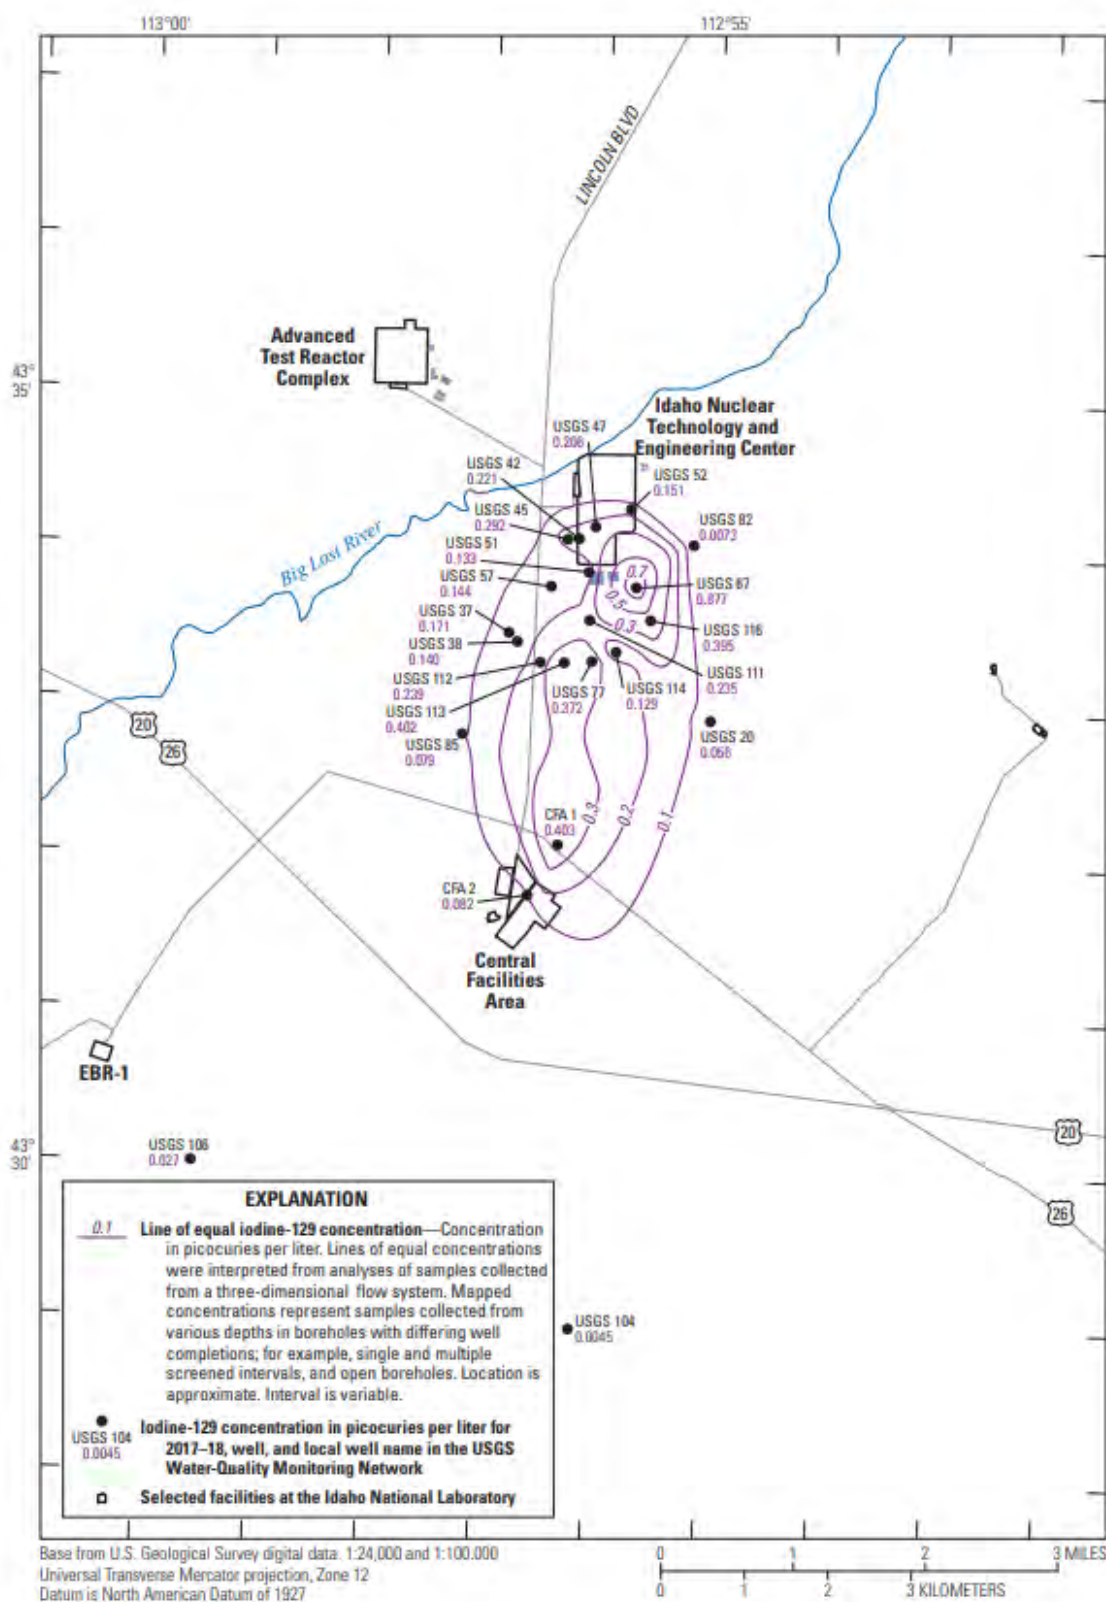 113°00'
112°55'
LINCOLN BLVD
Advanced
Test Reactor
Complex
43°
35'
Idaho Nuclear
Technology and
Engineering Center
USGS 47
0.206
USGS 42
0.221
USGS 52
0.151
USGS 45
0.292
USGS 82
0.0073
USGS 51
0.133
Big Lost River
USGS 57
0.144
0.7
USGS 67
0.877
0.5
USGS 37
0.171
0.3
USGS 116
0.395
USGS 38
0.140
USGS 112
0.239
USGS 77
0.372
USGS 114
0.129
USGS 111
0.235
USGS 113
0.402
20
26
USGS 85
0.079
USGS 20
0.056
CFA 1
0.403
0.3
0.2
0.1
CFA 2
0.082
Central
Facilities
Area
EBR-1
43°
30'
20
26
USGS 106
0.027
USGS 104
0.0045
EXPLANATION
0.1 Line of equal iodine-129 concentration—Concentration
in picocuries per liter. Lines of equal concentrations
were interpreted from analyses of samples collected
from a three-dimensional flow system. Mapped
concentrations represent samples collected from
various depths in boreholes with differing well
completions; for example, single and multiple
screened intervals, and open boreholes. Location is
approximate. Interval is variable.
USGS 104
0.0045
Iodine-129 concentration in picocuries per liter for
2017–18, well, and local well name in the USGS
Water-Quality Monitoring Network
Selected facilities at the Idaho National Laboratory
Base from U.S. Geological Survey digital data: 1:24,000 and 1:100.000
Universal Transverse Mercator projection, Zone 12
Datum is North American Datum of 1927
0 1 2 3 MILES
0 1 2 3 KILOMETERS